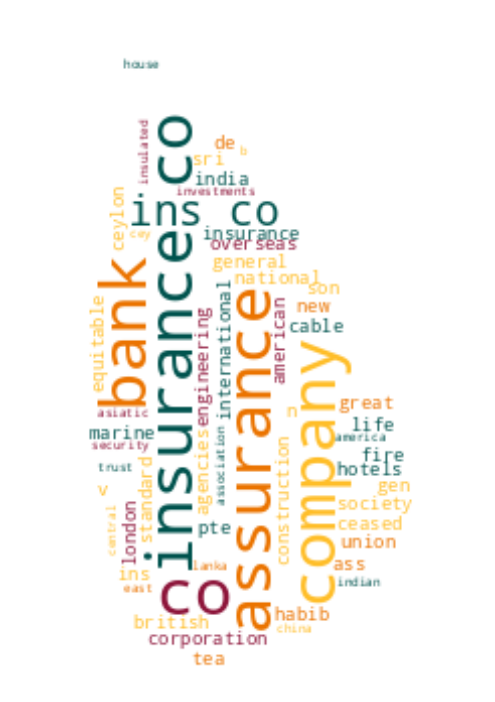 house
insulated
insurance co
de
b
sri
india
investments
ceylon
ins co
cey
insurance
overseas
general
bank
national
son
equitable
international
assurance
american
new
engineering
cable
company
asiatic
n
great
marine
life
america
security
agencies
association
construction
fire
trust
standard
hotels
v
gen
central
london
society
pte
ceased
union
lanka
ass
ins
east
co
indian
habib
british
china
corporation
tea